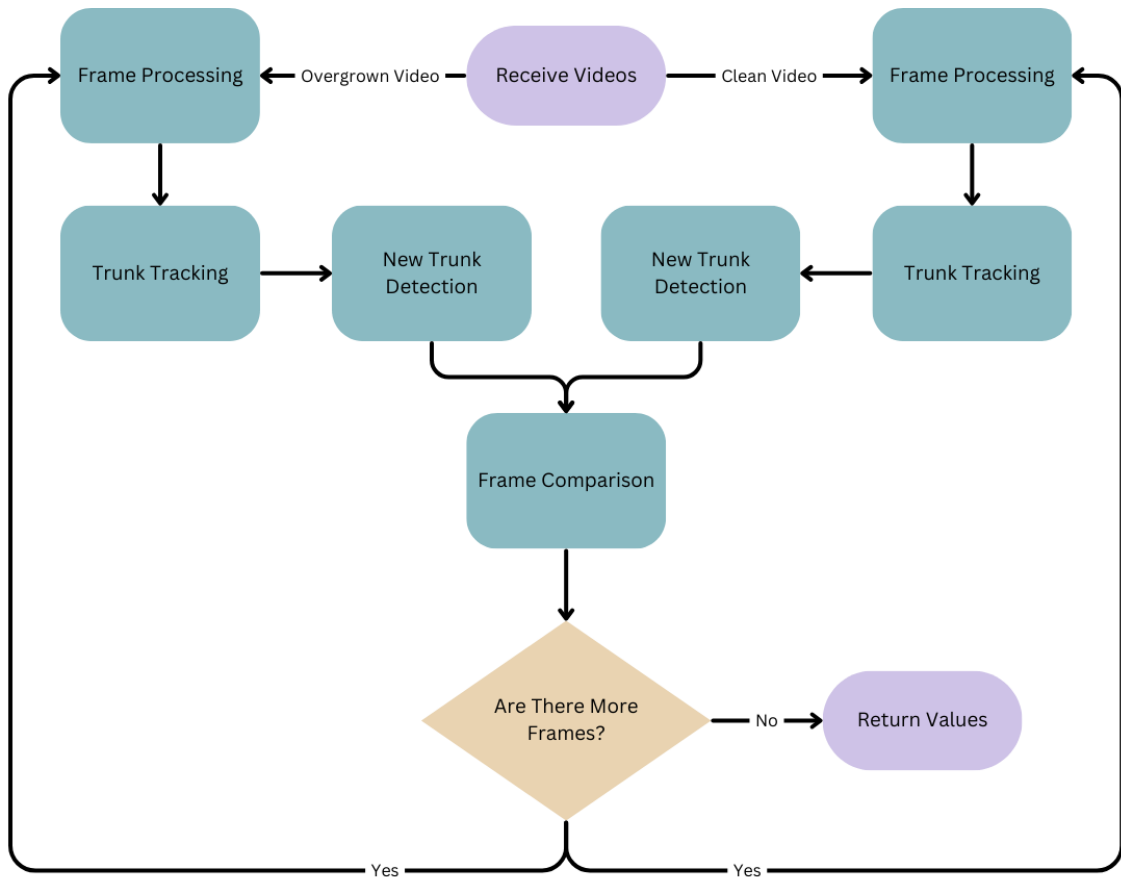 Frame Processing
Overgrown Video
Receive Videos
Clean Video
Frame Processing
Trunk Tracking
New Trunk
Detection
New Trunk
Detection
Trunk Tracking
Frame Comparison
Are There More
Frames?
No
Return Values
Yes
Yes